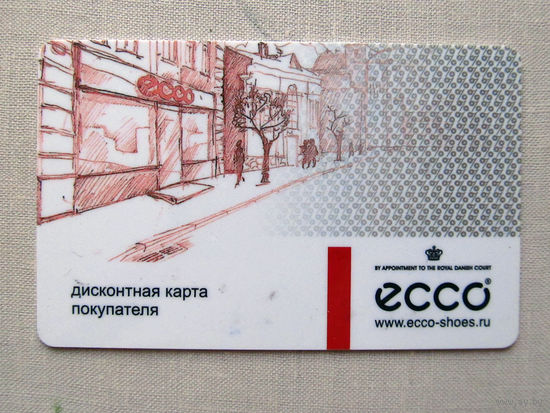 ecco
BY APPOINTMENT TO THE ROYAL DANISH COURT
ecco®
www.ecco-shoes.ru
дисконтная карта
покупателя